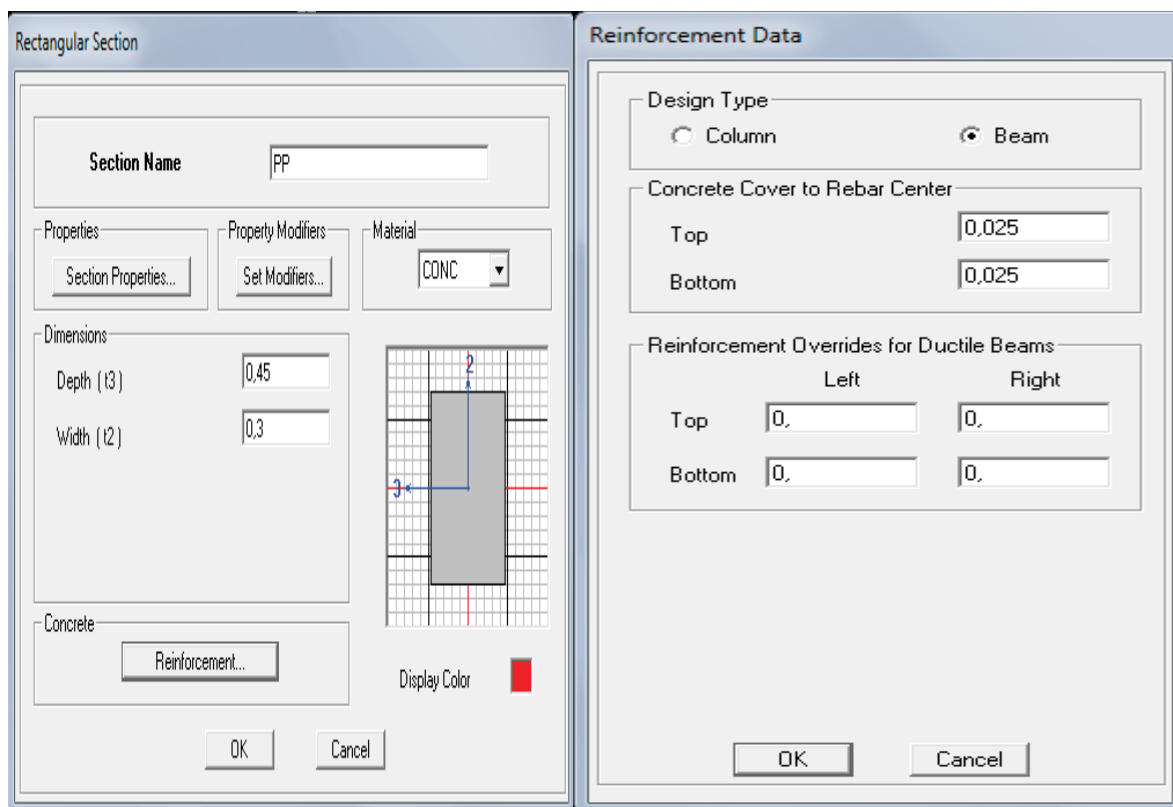 Rectangular Section
Section Name PP
Properties
Section Properties...
Property Modifiers
Set Modifiers...
Material
CONC
Dimensions
Depth ( t3 ) 0,45
Width ( t2 ) 0,3
2
3
Concrete
Reinforcement...
Display Color
OK Cancel
Reinforcement Data
Design Type
Column Beam
Concrete Cover to Rebar Center
Top 0,025
Bottom 0,025
Reinforcement Overrides for Ductile Beams
Left Right
Top 0, 0,
Bottom 0, 0,
OK Cancel